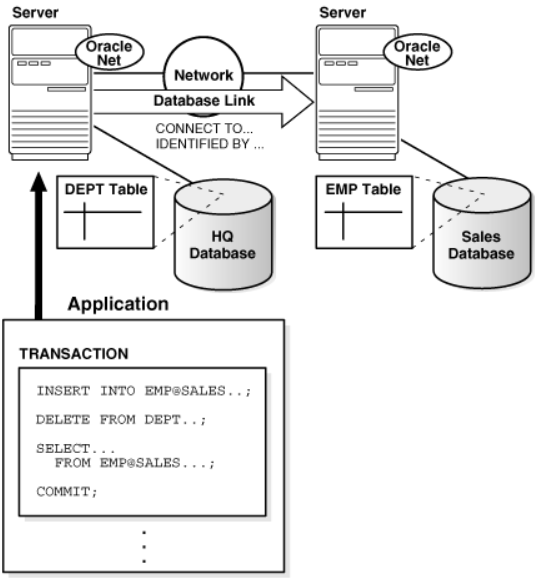 Server
Server
Oracle
Net
Oracle
Net
Network
Database Link
CONNECT TO...
IDENTIFIED BY ...
DEPT Table
EMP Table
HQ
Database
Sales
Database
Application
TRANSACTION
INSERT INTO EMP@SALES..;
DELETE FROM DEPT..;
SELECT...
FROM EMP@SALES...;
COMMIT;
.
.
.